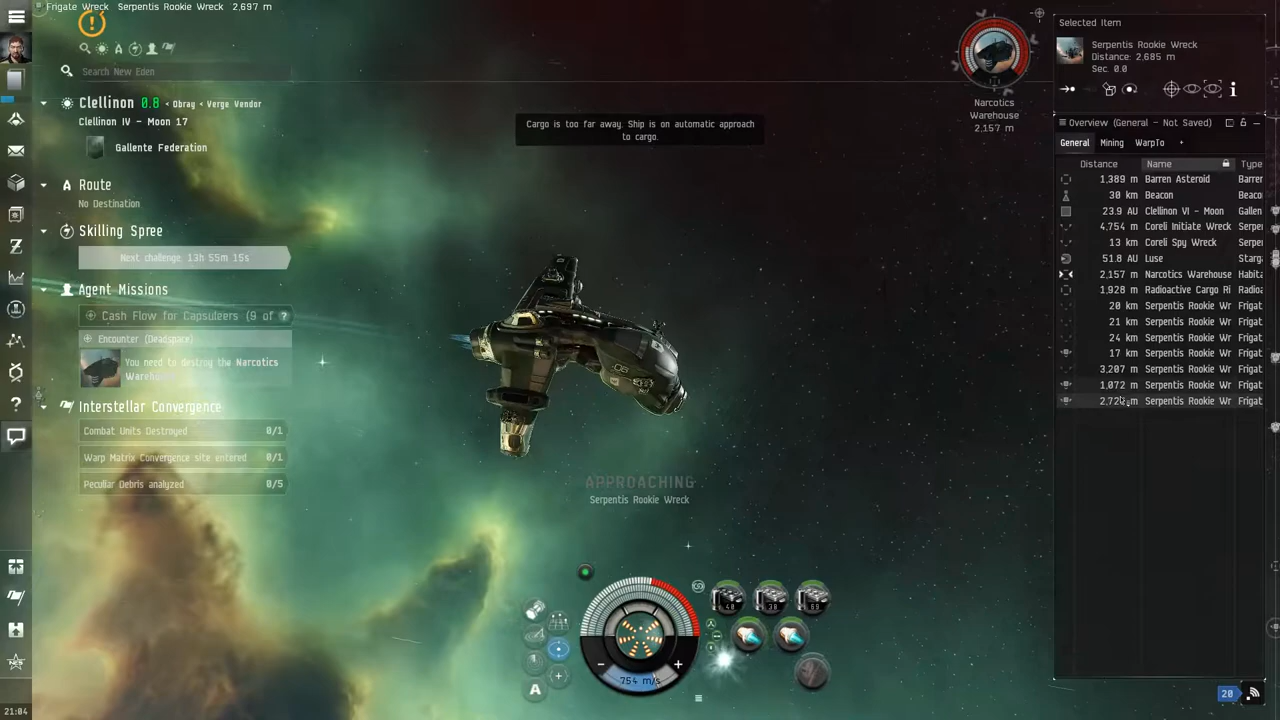 Frigate Wreck Serpentis Rookie Wreck 2,697 m
Search New Eden
Clellinon 0.8 < Obray < Verge Vendor
Clellinon IV - Moon 17
Gallente Federation
Route
No Destination
Skilling Spree
Next challenge, 13h 55m 15s
Agent Missions
Cash Flow for Capsuleers (9 of
Encounter (Deadspace)
You need to destroy the Narcotics
Warehouse
Interstellar Convergence
Combat Units Destroyed 0/1
Warp Matrix Convergence site entered 0/1
Peculiar Debris analyzed 0/5
21:04
Cargo is too far away. Ship is on automatic approach
to cargo.
Narcotics
Warehouse
2,157 m
APPROACHING
Serpentis Rookie Wreck
40 38 69
754 m/s
Selected Item
Serpentis Rookie Wreck
Distance: 2,685 m
Sec. 0.0
Overview (General - Not Saved)
General Mining WarpTo +
Distance Name Type
1,389 m Barren Asteroid Barren
30 km Beacon Beaco
23.9 AU Clellinon VI - Moon Gallen
4,754 m Coreli Initiate Wreck Serper
13 km Coreli Spy Wreck Serper
51.8 AU Luse Starga
2,157 m Narcotics Warehouse Habita
1,928 m Radioactive Cargo Ri Radioa
20 km Serpentis Rookie Wr Frigat
21 km Serpentis Rookie Wr Frigat
24 km Serpentis Rookie Wr Frigat
17 km Serpentis Rookie Wr Frigat
3,207 m Serpentis Rookie Wr Frigat
1,072 m Serpentis Rookie Wr Frigat
Serpentis Rookie Wr Frigat
20